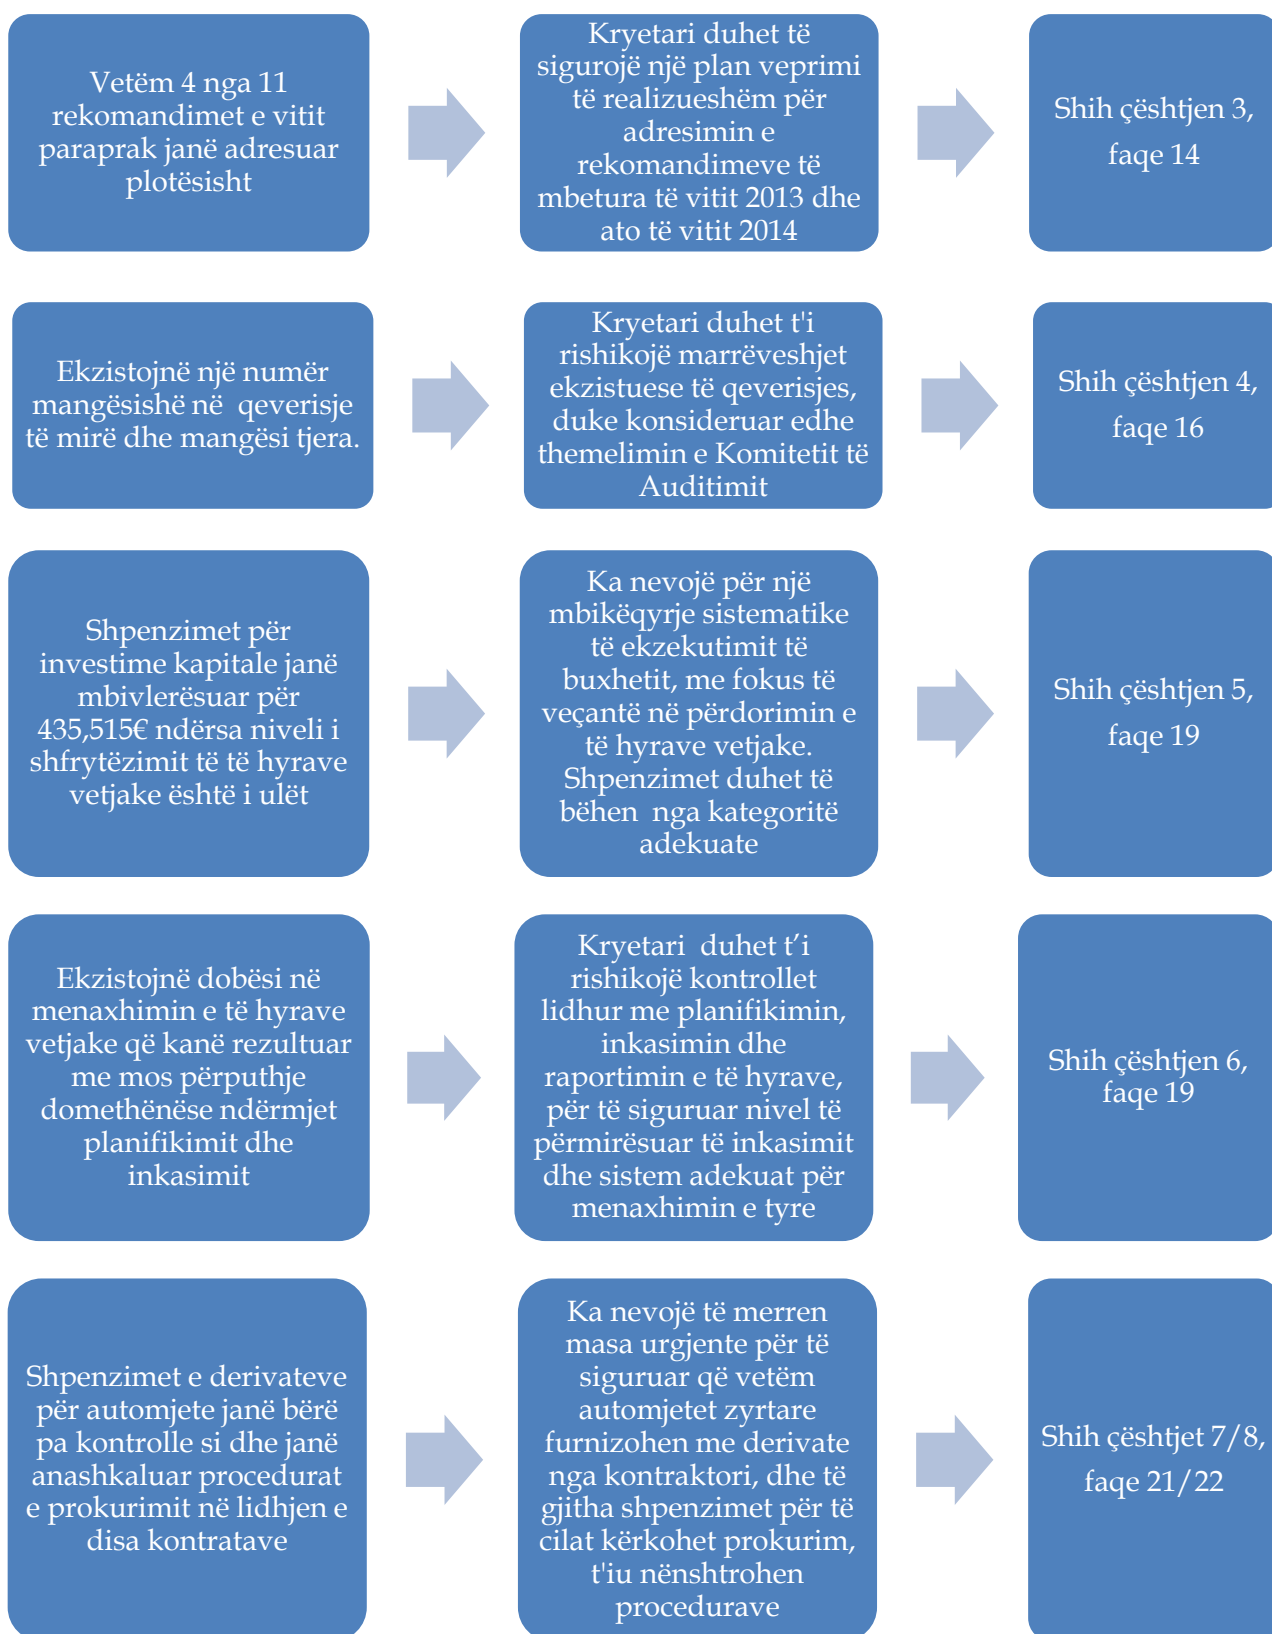 Vetëm 4 nga 11
rekomandimet e vitit
paraprak janë adresuar
plotësisht
Kryetari duhet të
sigurojë një plan veprimi
të realizueshëm për
adresimin e
rekomandimeve të
mbetura të vitit 2013 dhe
ato të vitit 2014
Shih çështjen 3,
faqe 14
Ekzistojnë një numër
mangësishë në qeverisje
të mirë dhe mangësi tjera.
Kryetari duhet t'i
rishikojë marrëveshjet
ekzistuese të qeverisjes,
duke konsideruar edhe
themelimin e Komitetit të
Auditimit
Shih çështjen 4,
faqe 16
Shpenzimet për
investime kapitale janë
mbivlerësuar për
435,515€ ndërsa niveli i
shfrytëzimit të të hyrave
vetjake është i ulët
Ka nevojë për një
mbikëqyrje sistematike
të ekzekutimit të
buxhetit, me fokus të
veçantë në përdorimin e
të hyrave vetjake.
Shpenzimet duhet të
bëhen nga kategoritë
adekuate
Shih çështjen 5,
faqe 19
Ekzistojnë dobësi në
menaxhimin e të hyrave
vetjake që kanë rezultuar
me mos përputhje
domethënëse ndërmjet
planifikimit dhe
inkasimit
Kryetari duhet t’i
rishikojë kontrollet
lidhur me planifikimin,
inkasimin dhe
raportimin e të hyrave,
për të siguruar nivel të
përmirësuar të inkasimit
dhe sistem adekuat për
menaxhimin e tyre
Shih çështjen 6,
faqe 19
Shpenzimet e derivateve
për automjete janë bërë
pa kontrolle si dhe janë
anashkaluar procedurat
e prokurimit në lidhjen e
disa kontratave
Ka nevojë të merren
masa urgjente për të
siguruar që vetëm
automjetet zyrtare
furnizohen me derivate
nga kontraktori, dhe të
gjitha shpenzimet për të
cilat kërkohet prokurim,
t'iu nënshtrohen
procedurave
Shih çështjet 7/8,
faqe 21/22